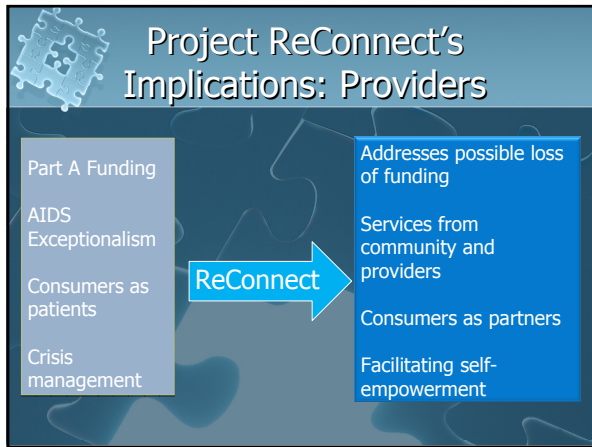 Project ReConnect's
Implications: Providers
Part A Funding
AIDS
Exceptionalism
Consumers as
patients
Crisis
management
ReConnect
Addresses possible loss
of funding
Services from
community and
providers
Consumers as partners
Facilitating self-
empowerment